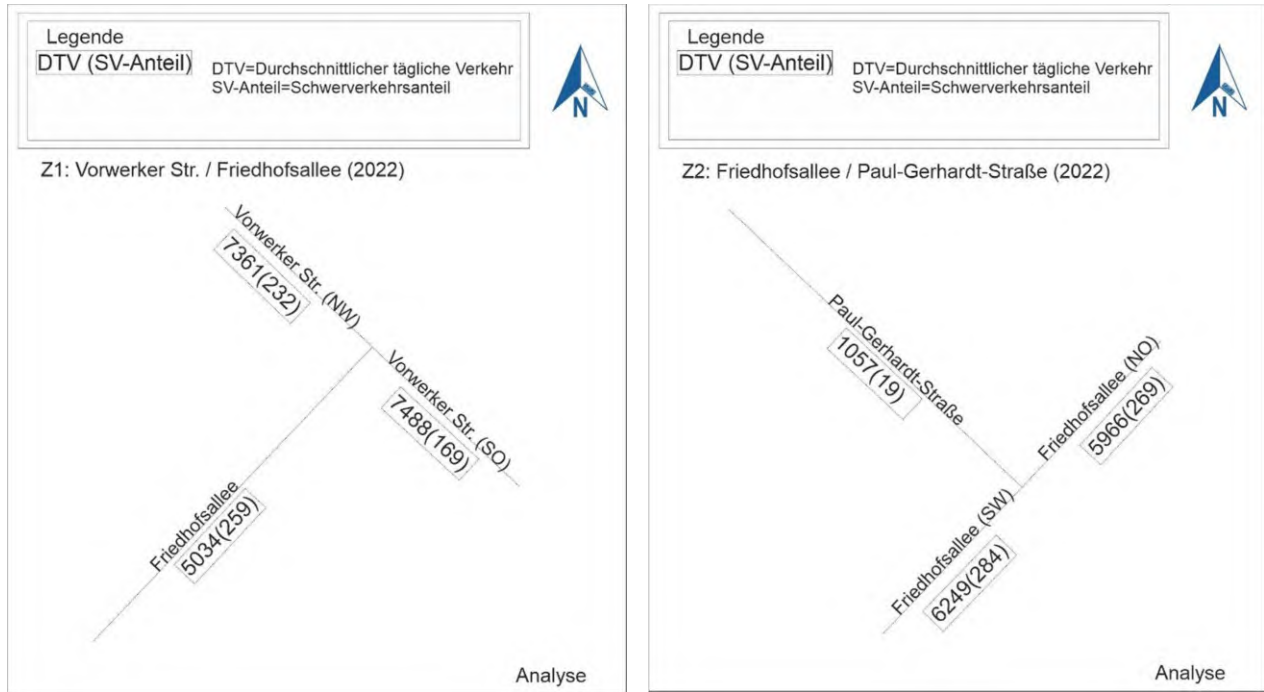 Legende
DTV (SV-Anteil)
DTV=Durchschnittlicher tägliche Verkehr
SV-Anteil=Schwerverkehrsanteil
N
Z1: Vorwerker Str. / Friedhofsallee (2022)
Vorwerker Str. (NW)
7361(232)
Vorwerker Str. (SO)
7488(169)
Friedhofsallee
5034(259)
Analyse
Legende
DTV (SV-Anteil)
DTV=Durchschnittlicher tägliche Verkehr
SV-Anteil=Schwerverkehrsanteil
N
Z2: Friedhofsallee / Paul-Gerhardt-Straße (2022)
Paul-Gerhardt-Straße
1057(19)
Friedhofsallee (NO)
5966(269)
Friedhofsallee (SW)
6249(284)
Analyse